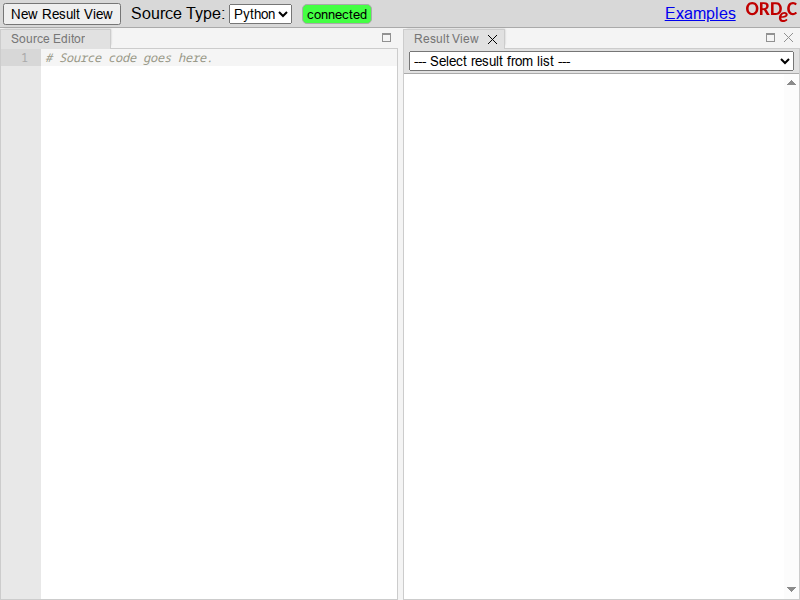 New Result View Source Type: Python connected Examples ORDeC
Source Editor
Result View
1 # Source code goes here.
--- Select result from list ---